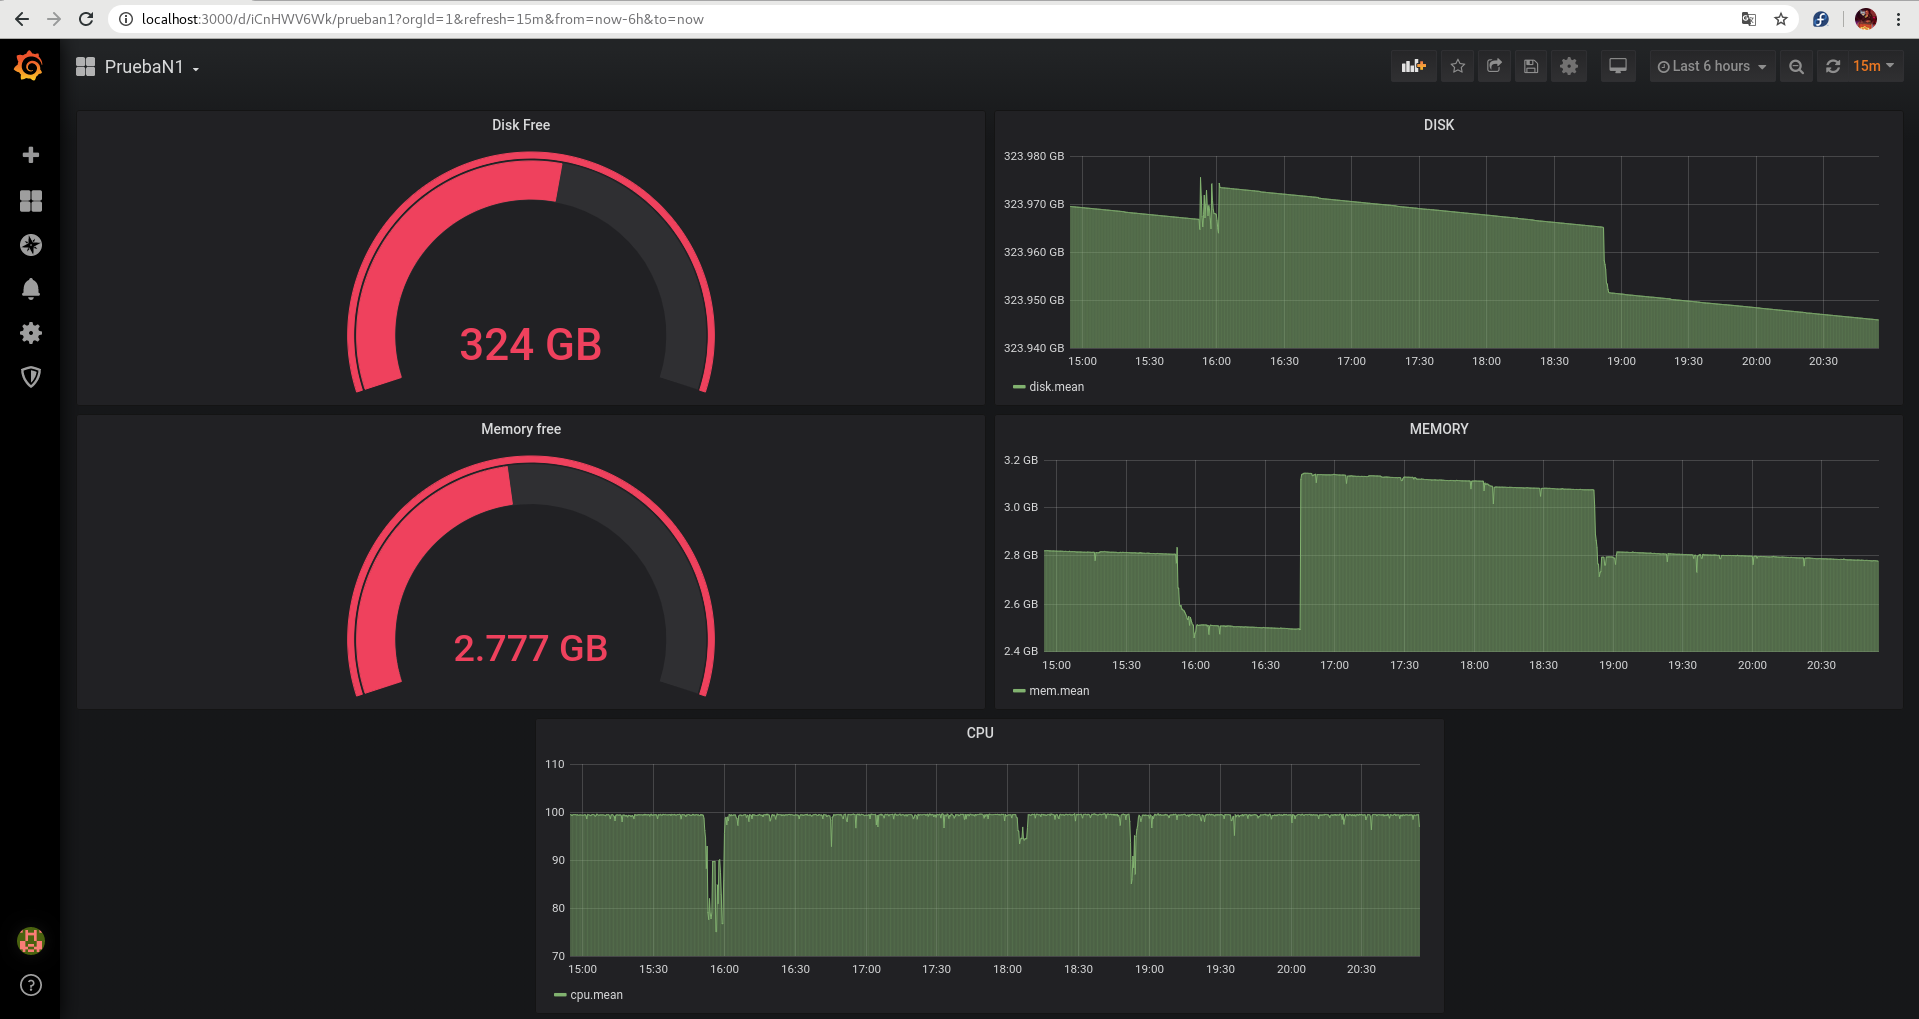 localhost:3000/d/iCnHWV6Wk/prueban1?orgId=1&refresh=15m&from=now-6h&to=now
PruebaN1
Last 6 hours
15m
Disk Free
324 GB
DISK
323.980 GB
323.970 GB
323.960 GB
323.950 GB
323.940 GB
15:00 15:30 16:00 16:30 17:00 17:30 18:00 18:30 19:00 19:30 20:00 20:30
disk.mean
Memory free
2.777 GB
MEMORY
3.2 GB
3.0 GB
2.8 GB
2.6 GB
2.4 GB
15:00 15:30 16:00 16:30 17:00 17:30 18:00 18:30 19:00 19:30 20:00 20:30
mem.mean
CPU
110
100
90
80
70
15:00 15:30 16:00 16:30 17:00 17:30 18:00 18:30 19:00 19:30 20:00 20:30
cpu.mean